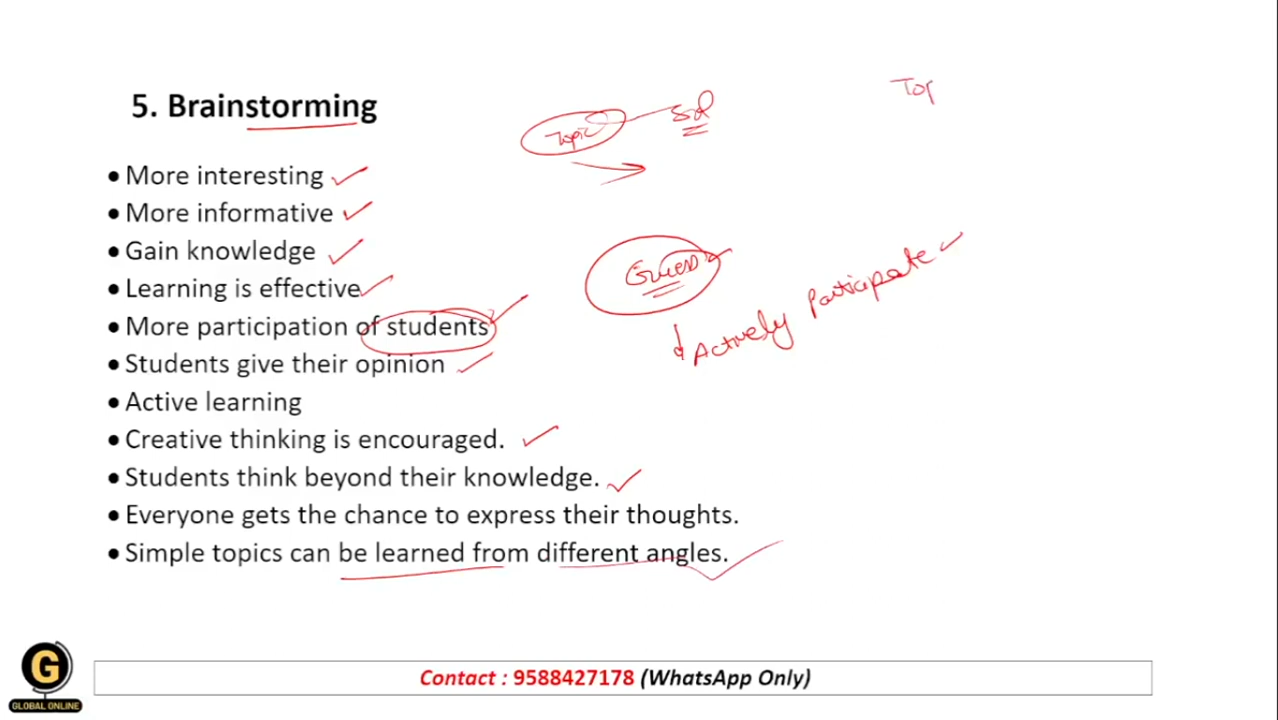 Top
5. Brainstorming
Topic
• More interesting
• More informative
• Gain knowledge
Guess
• Learning is effective
Actively Participate
• More participation of students
• Students give their opinion
• Active learning
• Creative thinking is encouraged.
• Students think beyond their knowledge.
• Everyone gets the chance to express their thoughts.
• Simple topics can be learned from different angles.
G
GLOBAL ONLINE
Contact : 9588427178 (WhatsApp Only)